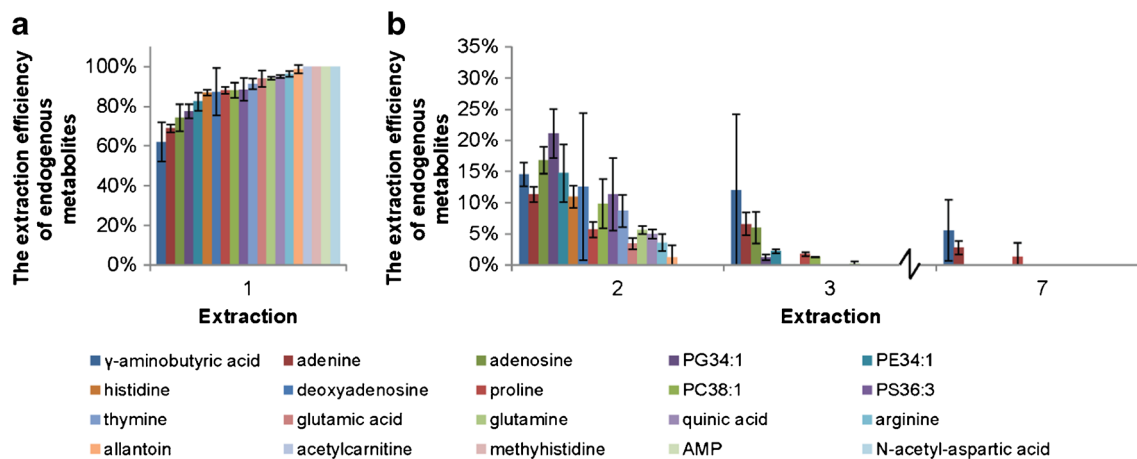 a
The extraction efficiency
of endogenous
metabolites
100%
80%
60%
40%
20%
0%
1
Extraction
b
The extraction efficiency
of endogenous
metabolites
35%
30%
25%
20%
15%
10%
5%
0%
2 3 7
Extraction
γ-aminobutyric acid adenine adenosine PG34:1 PE34:1
histidine deoxyadenosine proline PC38:1 PS36:3
thymine glutamic acid glutamine quinic acid arginine
allantoin acetylcarnitine methyhistidine AMP N-acetyl-aspartic acid